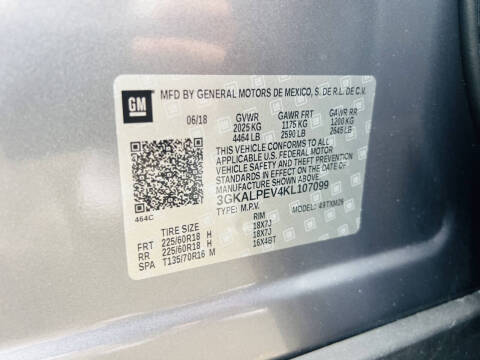 GM
MFD BY GENERAL MOTORS DE MEXICO, S. DE R.L. DE C.V.
06/18 GVWR GAWR FRT GAWR RR
2025 KG 1175 KG 1200 KG
4464 LB 2590 LB 2645 LB
THIS VEHICLE CONFORMS TO ALL
APPLICABLE U.S. FEDERAL MOTOR
VEHICLE SAFETY
THEFT PREVENTION STANDARDS
IN EFFECT ON THE DATE OF
MANUFACTURE SHOWN ABOVE.
3GKALPEV4KL107099
TYPE: M.P.V. MODEL:
464C
TIRE SIZE RIM
FRT 225/60R18 H 18X7J
RR 225/60R18 H 18X7J
SPA T135/70R16 M 16X4BT